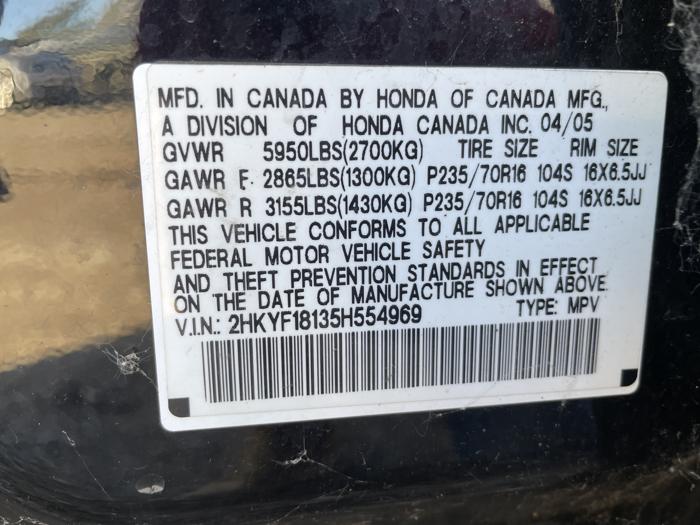 MFD. IN CANADA BY HONDA OF CANADA MFG.,
A DIVISION OF HONDA CANADA INC. 04/05
GVWR 5950LBS(2700KG) TIRE SIZE RIM SIZE
GAWR F 2865LBS(1300KG) P235/70R16 104S 16X6.5JJ
GAWR R 3155LBS(1430KG) P235/70R16 104S 16X6.5JJ
THIS VEHICLE CONFORMS TO ALL APPLICABLE
FEDERAL MOTOR VEHICLE SAFETY
AND THEFT PREVENTION STANDARDS IN EFFECT
ON THE DATE OF MANUFACTURE SHOWN ABOVE.
V.I.N.: 2HKYF18135H554969 TYPE: MPV